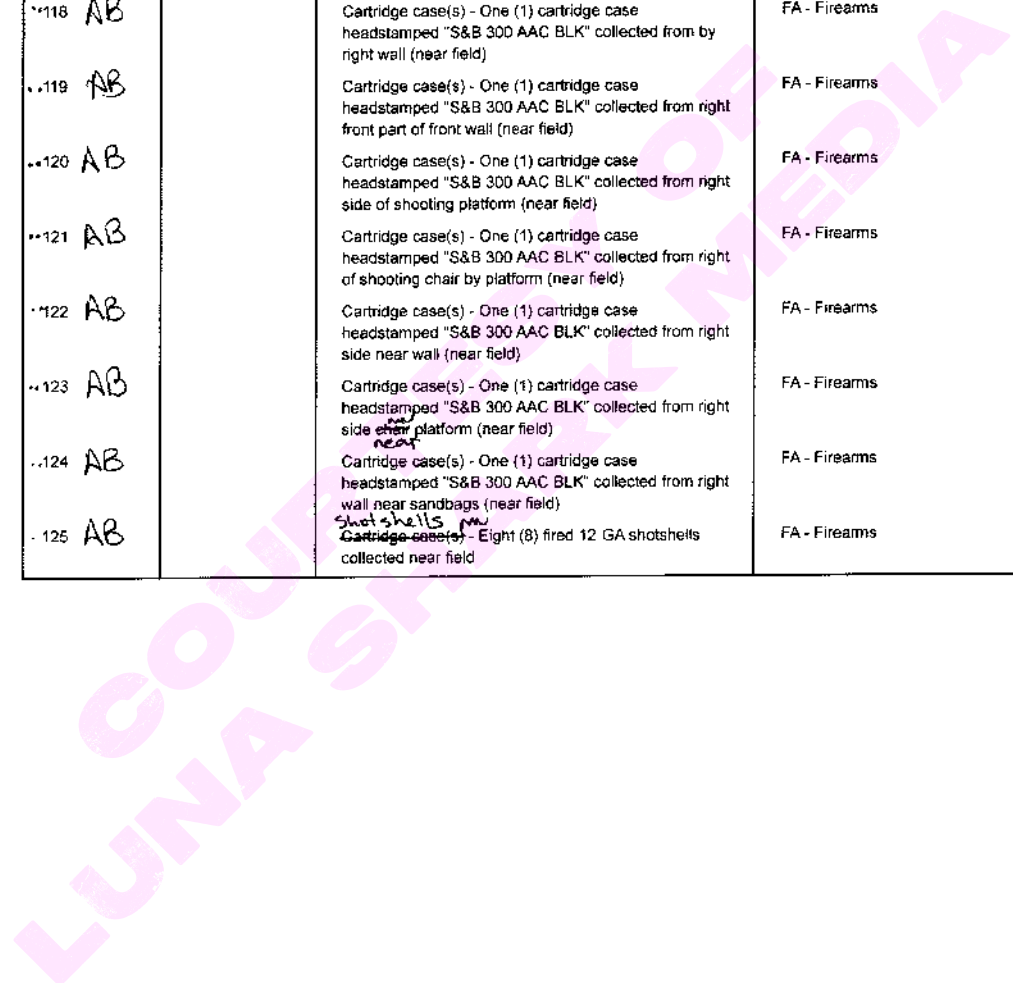 118 AB Cartridge case(s) - One (1) cartridge case FA - Firearms
headstamped "S&B 300 AAC BLK" collected from by
right wall (near field)
119 AB Cartridge case(s) - One (1) cartridge case FA - Firearms
headstamped "S&B 300 AAC BLK" collected from right
front part of front wall (near field)
120 AB Cartridge case(s) - One (1) cartridge case FA - Firearms
headstamped "S&B 300 AAC BLK" collected from right
side of shooting platform (near field)
121 AB Cartridge case(s) - One (1) cartridge case FA - Firearms
headstamped "S&B 300 AAC BLK" collected from right
of shooting chair by platform (near field)
122 AB Cartridge case(s) - One (1) cartridge case FA - Firearms
headstamped "S&B 300 AAC BLK" collected from right
side near wall (near field)
123 AB Cartridge case(s) - One (1) cartridge case FA - Firearms
headstamped "S&B 300 AAC BLK" collected from right
side chair platform (near field)
near
124 AB Cartridge case(s) - One (1) cartridge case FA - Firearms
headstamped "S&B 300 AAC BLK" collected from right
wall near sandbags (near field)
Shotshells
125 AB Cartridge case(s) - Eight (8) fired 12 GA shotshells FA - Firearms
collected near field
COURTESY OF
LUNA SHARK MEDIA